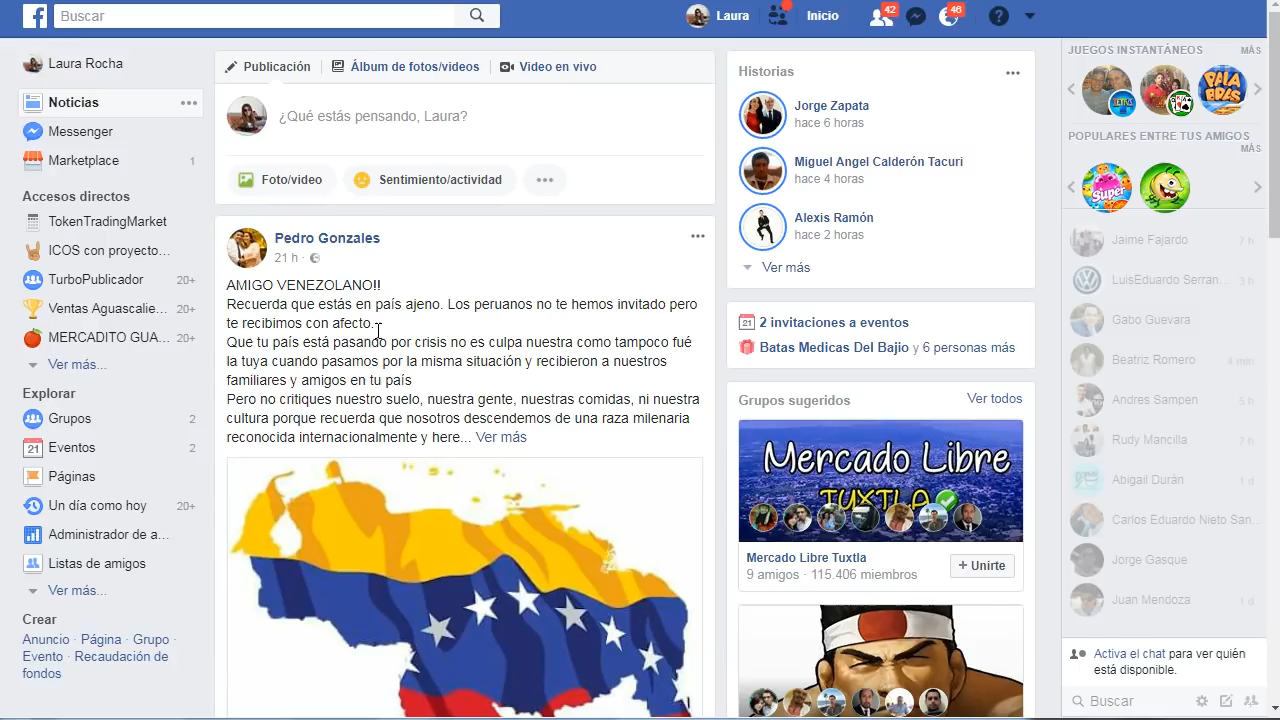 Buscar
Laura
Inicio
42
46
Laura Rocha
Noticias
Messenger
Marketplace 1
Accesos directos
TokenTradingMarket
ICOS con proyecto...
TurboPublicador 20+
Ventas Aguascalie... 20+
MERCADITO GUA... 20+
Ver más...
Explorar
Grupos 2
21 Eventos 2
Páginas
Un día como hoy 20+
Administrador de a...
Listas de amigos
Ver más...
Crear
Anuncio · Página · Grupo ·
Evento · Recaudación de
fondos
Publicación
Álbum de fotos/videos
Video en vivo
¿Qué estás pensando, Laura?
Foto/video
Sentimiento/actividad
Pedro Gonzales
21 h ·
AMIGO VENEZOLANO!!
Recuerda que estás en país ajeno. Los peruanos no te hemos invitado pero
te recibimos con afecto.
Que tu país está pasando por crisis no es culpa nuestra como tampoco fué
la tuya cuando pasamos por la misma situación y recibieron a nuestros
familiares y amigos en tu país
Pero no critiques nuestro suelo, nuestra gente, nuestras comidas, ni nuestra
cultura porque recuerda que nosotros descendemos de una raza milenaria
reconocida internacionalmente y here... Ver más
Historias
Jorge Zapata
hace 6 horas
Miguel Angel Calderón Tacuri
hace 4 horas
Alexis Ramón
hace 2 horas
Ver más
21 2 invitaciones a eventos
Batas Medicas Del Bajio y 6 personas más
Grupos sugeridos Ver todos
Mercado Libre
TUXTLA
Mercado Libre Tuxtla
9 amigos · 115.406 miembros
+ Unirte
JUEGOS INSTANTÁNEOS MÁS
POPULARES ENTRE TUS AMIGOS
MÁS
Super
Jaime Fajardo 7 h
LuisEduardo Serran... 3 h
Gabo Guevara
Beatriz Romero 4 min
Andres Sampen 5 h
Rudy Mancilla 7 h
Abigail Durán 1 d
Carlos Eduardo Nieto San...
Jorge Gasque
Juan Mendoza 1 d
Activa el chat para ver quién
está disponible.
Buscar